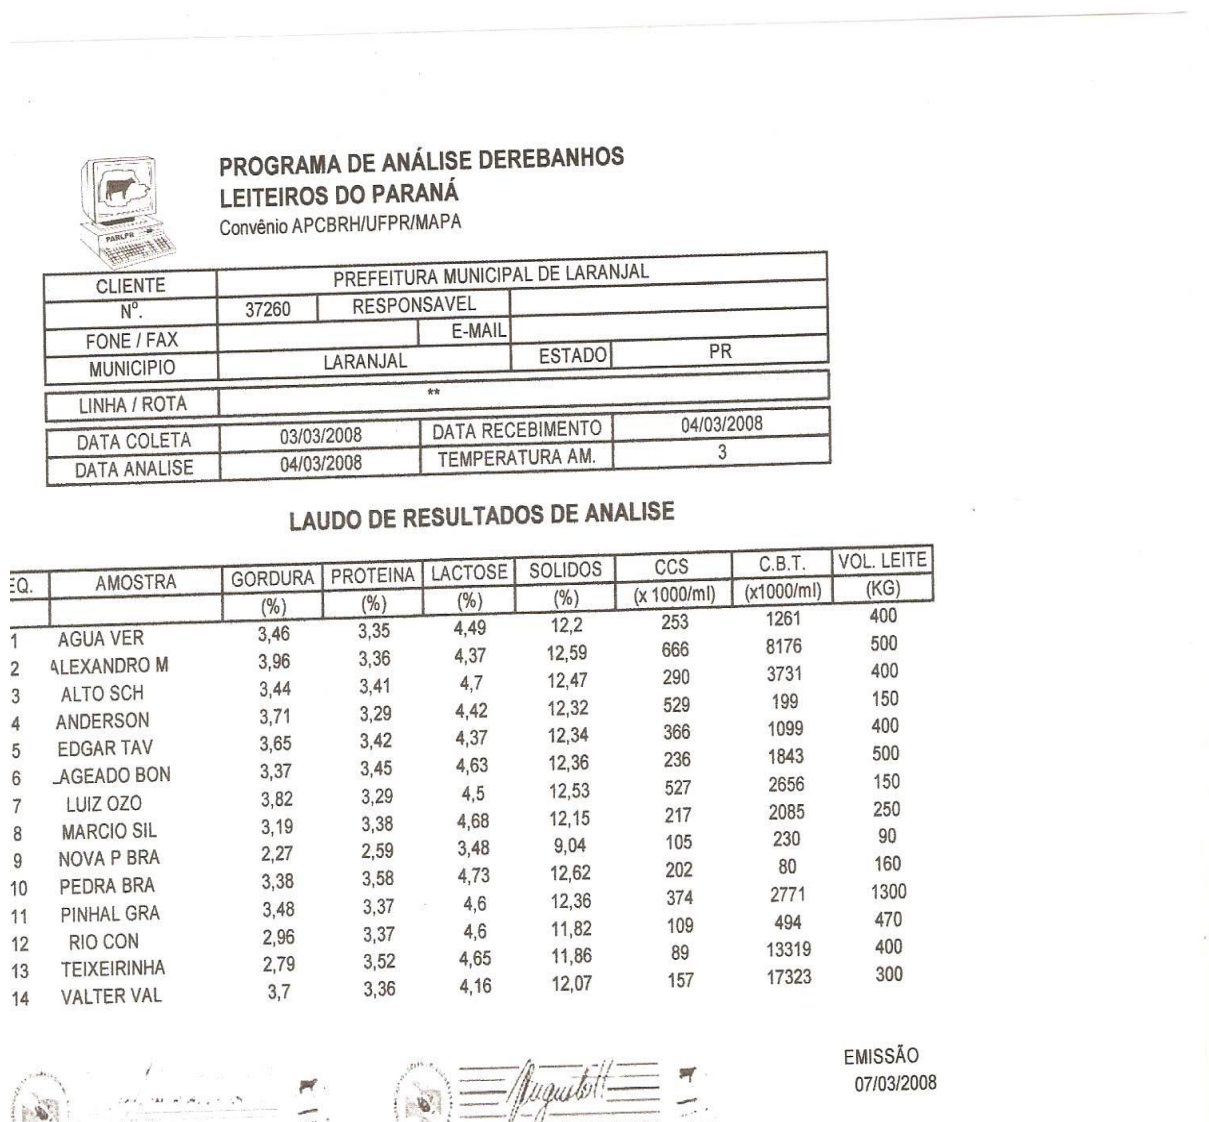 PARLPR
PROGRAMA DE ANÁLISE DEREBANHOS
LEITEIROS DO PARANÁ
Convênio APCBRH/UFPR/MAPA
CLIENTE PREFEITURA MUNICIPAL DE LARANJAL
Nº. 37260 RESPONSAVEL
FONE / FAX E-MAIL
MUNICIPIO LARANJAL ESTADO PR
LINHA / ROTA **
DATA COLETA 03/03/2008 DATA RECEBIMENTO 04/03/2008
DATA ANALISE 04/03/2008 TEMPERATURA AM. 3
LAUDO DE RESULTADOS DE ANALISE
EQ. AMOSTRA GORDURA PROTEINA LACTOSE SOLIDOS CCS C.B.T. VOL. LEITE
(%) (%) (%) (%) (x 1000/ml) (x1000/ml) (KG)
1 AGUA VER 3,46 3,35 4,49 12,2 253 1261 400
2 ALEXANDRO M 3,96 3,36 4,37 12,59 666 8176 500
3 ALTO SCH 3,44 3,41 4,7 12,47 290 3731 400
4 ANDERSON 3,71 3,29 4,42 12,32 529 199 150
5 EDGAR TAV 3,65 3,42 4,37 12,34 366 1099 400
6 LAGEADO BON 3,37 3,45 4,63 12,36 236 1843 500
7 LUIZ OZO 3,82 3,29 4,5 12,53 527 2656 150
8 MARCIO SIL 3,19 3,38 4,68 12,15 217 2085 250
9 NOVA P BRA 2,27 2,59 3,48 9,04 105 230 90
10 PEDRA BRA 3,38 3,58 4,73 12,62 202 80 160
11 PINHAL GRA 3,48 3,37 4,6 12,36 374 2771 1300
12 RIO CON 2,96 3,37 4,6 11,82 109 494 470
13 TEIXEIRINHA 2,79 3,52 4,65 11,86 89 13319 400
14 VALTER VAL 3,7 3,36 4,16 12,07 157 17323 300
EMISSÃO
07/03/2008